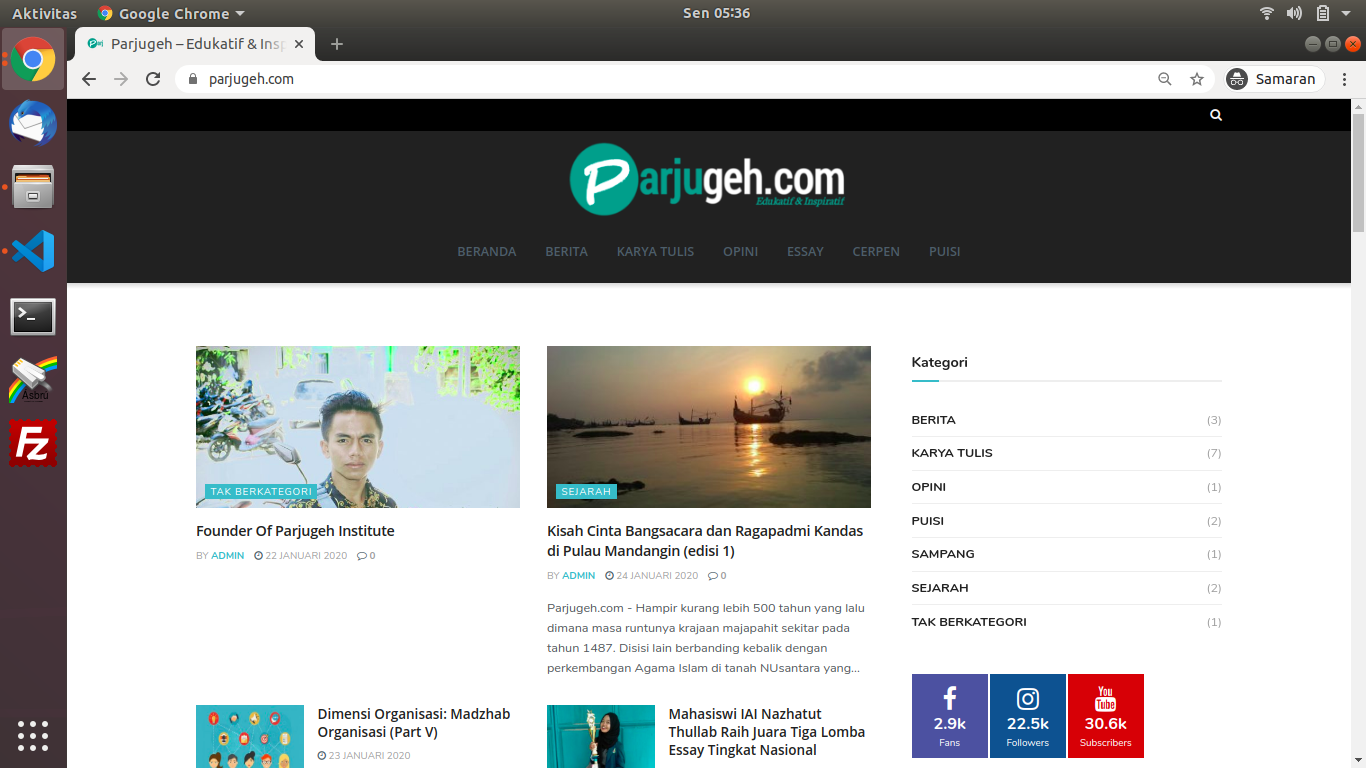 Aktivitas
Google Chrome
Sen 05:36
Parjugeh – Edukatif & Insp
parjugeh.com
Samaran
Parjugeh.com
Edukatif & Inspiratif
BERANDA BERITA KARYA TULIS OPINI ESSAY CERPEN PUISI
TAK BERKATEGORI
Founder Of Parjugeh Institute
BY ADMIN 22 JANUARI 2020 0
SEJARAH
Kisah Cinta Bangsacara dan Ragapadmi Kandas
di Pulau Mandangin (edisi 1)
BY ADMIN 24 JANUARI 2020 0
Parjugeh.com - Hampir kurang lebih 500 tahun yang lalu
dimana masa runtunya krajaan majapahit sekitar pada
tahun 1487. Disisi lain berbanding kebalik dengan
perkembangan Agama Islam di tanah NUsantara yang...
Dimensi Organisasi: Madzhab
Organisasi (Part V)
23 JANUARI 2020
Mahasiswi IAI Nazhatut
Thullab Raih Juara Tiga Lomba
Essay Tingkat Nasional
Kategori
BERITA (3)
KARYA TULIS (7)
OPINI (1)
PUISI (2)
SAMPANG (1)
SEJARAH (2)
TAK BERKATEGORI (1)
2.9k
Fans
22.5k
Followers
You
Tube
30.6k
Subscribers
Asbru
Fz